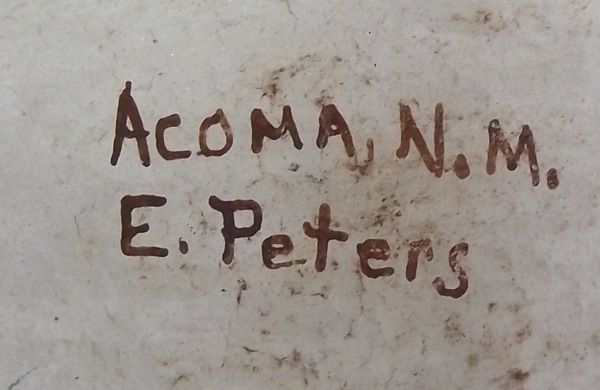 ACOMA, N.M.
E. Peters